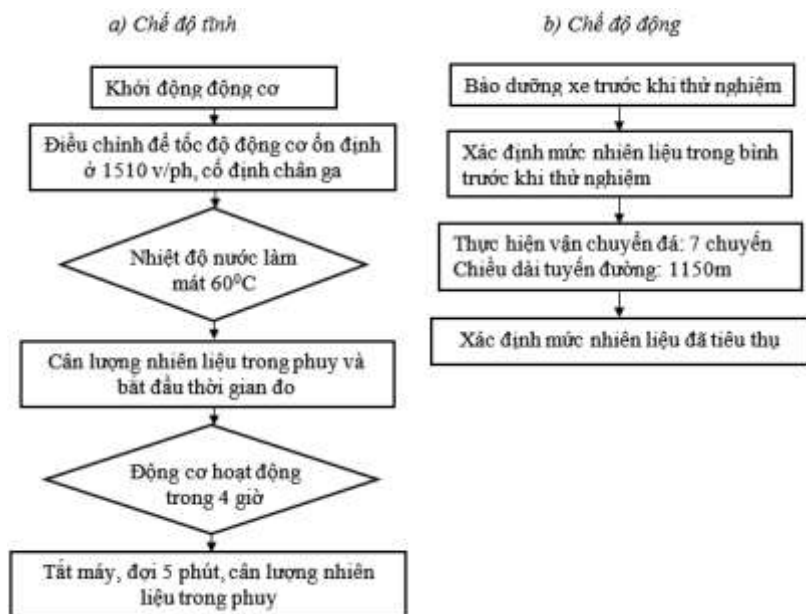 a) Chế độ tĩnh
Khởi động động cơ
Điều chỉnh để tốc độ động cơ ổn định
ở 1510 v/ph, cố định chân ga
Nhiệt độ nước làm
mát 60⁰C
Cân lượng nhiên liệu trong phuy và
bắt đầu thời gian đo
Động cơ hoạt động
trong 4 giờ
Tắt máy, đợi 5 phút, cân lượng nhiên
liệu trong phuy
b) Chế độ động
Bảo dưỡng xe trước khi thử nghiệm
Xác định mức nhiên liệu trong bình
trước khi thử nghiệm
Thực hiện vận chuyển đá: 7 chuyến
Chiều dài tuyến đường: 1150m
Xác định mức nhiên liệu đã tiêu thụ